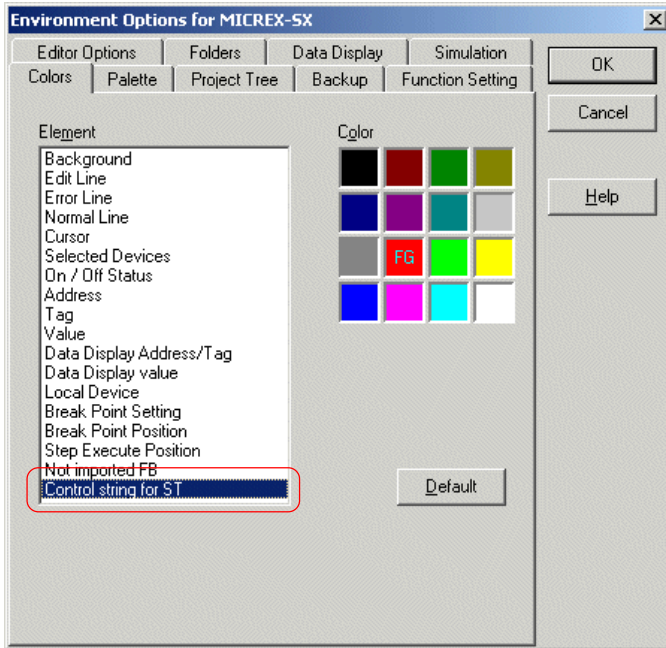 Environment Options for MICREX-SX
Editor Options Folders Data Display Simulation
Colors Palette Project Tree Backup Function Setting
OK
Cancel
Help
Element
Color
Background
Edit Line
Error Line
Normal Line
Cursor
Selected Devices
On / Off Status
Address
Tag
Value
Data Display Address/Tag
Data Display value
Local Device
Break Point Setting
Break Point Position
Step Execute Position
Not imported FB
Control string for ST
FG
Default